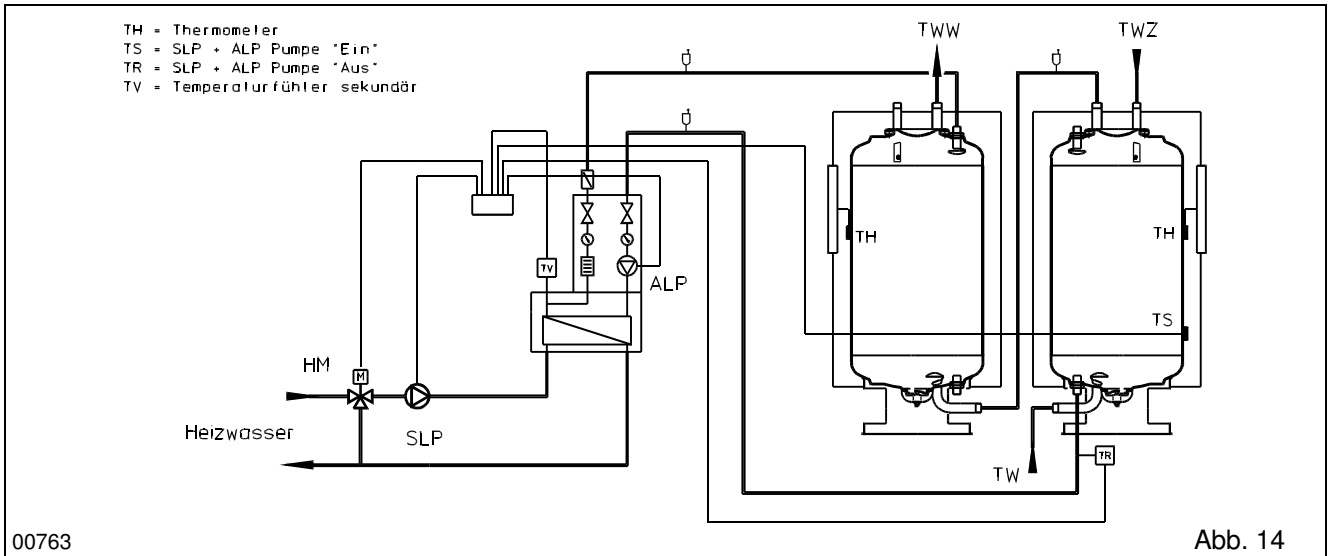 TH = Thermometer
TS = SLP + ALP Pumpe "Ein"
TR = SLP + ALP Pumpe "Aus"
TV = Temperaturfühler sekundär
TWW
TWZ
TH
TH
TV
ALP
TS
HM
M
Heizwasser
SLP
TW
TR
00763
Abb. 14